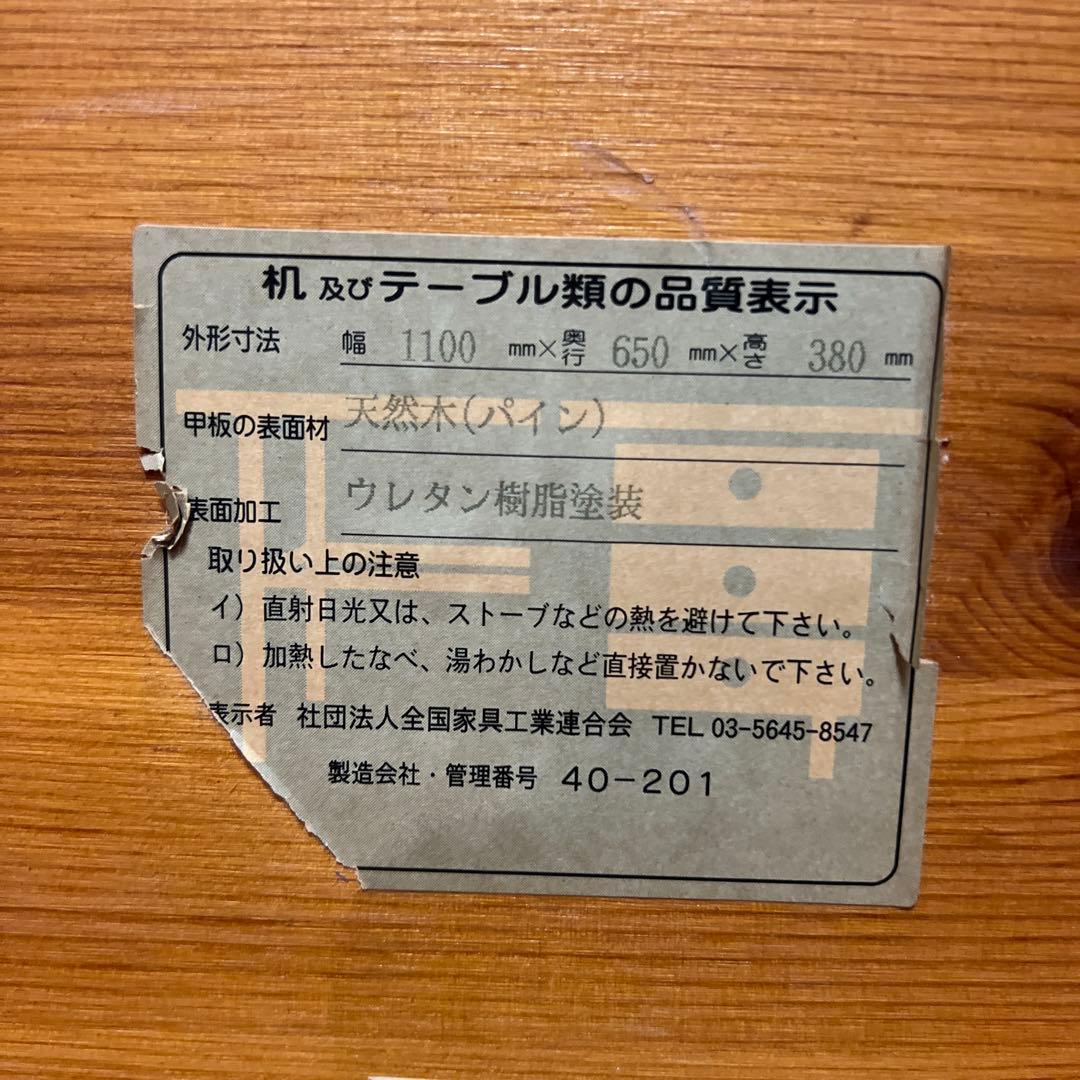 机及びテーブル類の品質表示
外形寸法 幅 1100 mm×奥行 650 mm×高さ 380 mm
甲板の表面材 天然木(パイン)
表面加工 ウレタン樹脂塗装
取り扱い上の注意
イ）直射日光又は、ストーブなどの熱を避けて下さい。
ロ）加熱したなべ、湯わかしなど直接置かないで下さい。
表示者 社団法人全国家具工業連合会 TEL 03-5645-8547
製造会社・管理番号 40-201